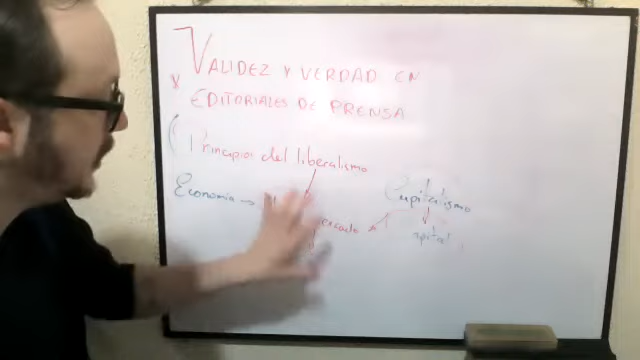 VALIDEZ Y VERDAD EN
EDITORIALES DE PRENSA
Principios del liberalismo
Economía → Capitalismo